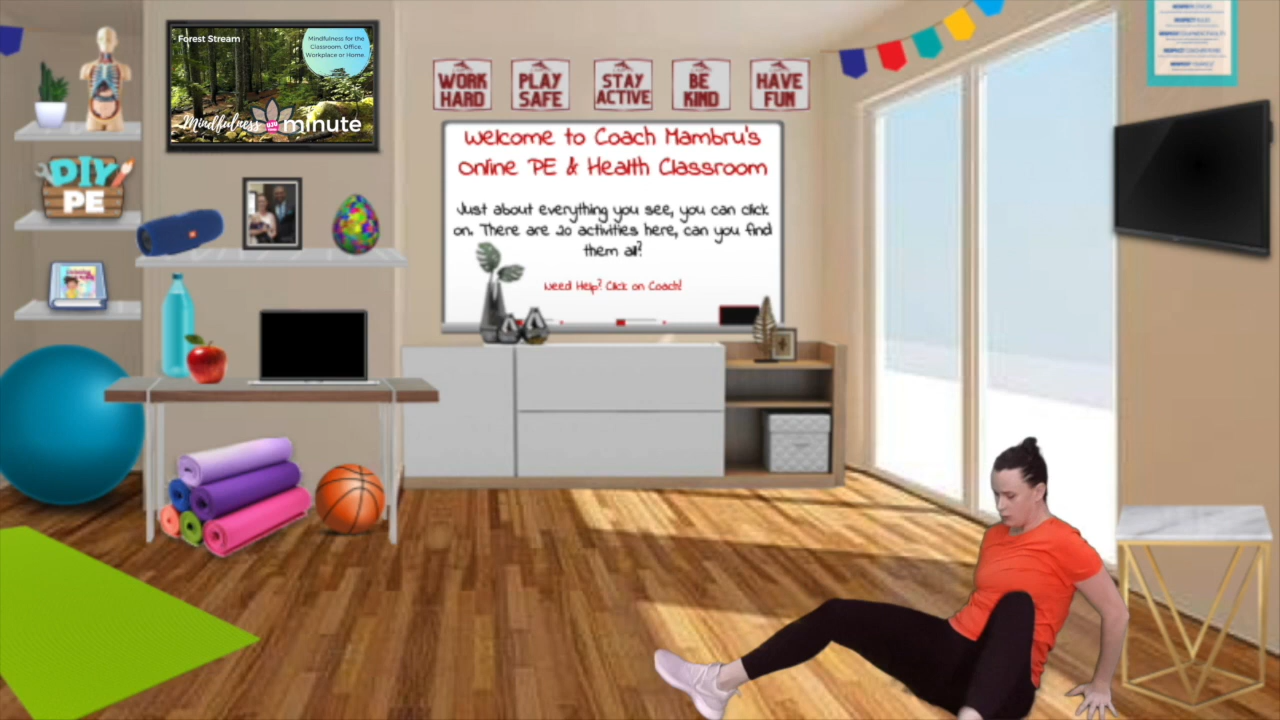 Forest Stream
Mindfulness for the
Classroom, Office,
Workplace or Home
Mindfulness
minute
DIY
PE
WORK
HARD
PLAY
SAFE
STAY
ACTIVE
BE
KIND
HAVE
FUN
Welcome to Coach Mambru's
Online PE & Health Classroom
Just about everything you see, you can click
on. There are 20 activities here, can you find
them all?
Need Help? Click on Coach!